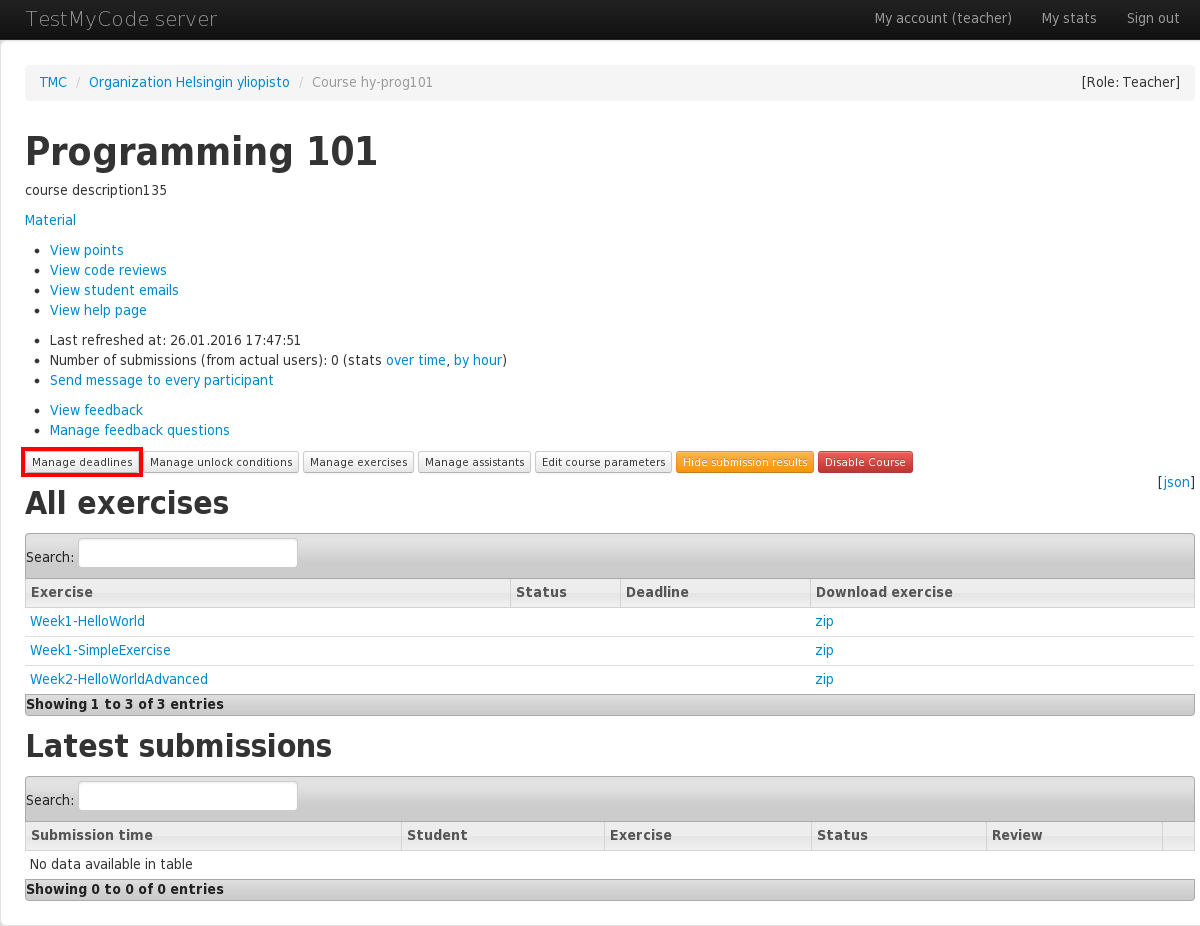 TestMyCode server My account (teacher) My stats Sign out
TMC / Organization Helsingin yliopisto / Course hy-prog101 [Role: Teacher]
Programming 101
course description135
Material
View points
View code reviews
View student emails
View help page
Last refreshed at: 26.01.2016 17:47:51
Number of submissions (from actual users): 0 (stats over time, by hour)
Send message to every participant
View feedback
Manage feedback questions
Manage deadlines Manage unlock conditions Manage exercises Manage assistants Edit course parameters Hide submission results Disable Course
[json]
All exercises
Search:
Exercise Status Deadline Download exercise
Week1-HelloWorld zip
Week1-SimpleExercise zip
Week2-HelloWorldAdvanced zip
Showing 1 to 3 of 3 entries
Latest submissions
Search:
Submission time Student Exercise Status Review
No data available in table
Showing 0 to 0 of 0 entries